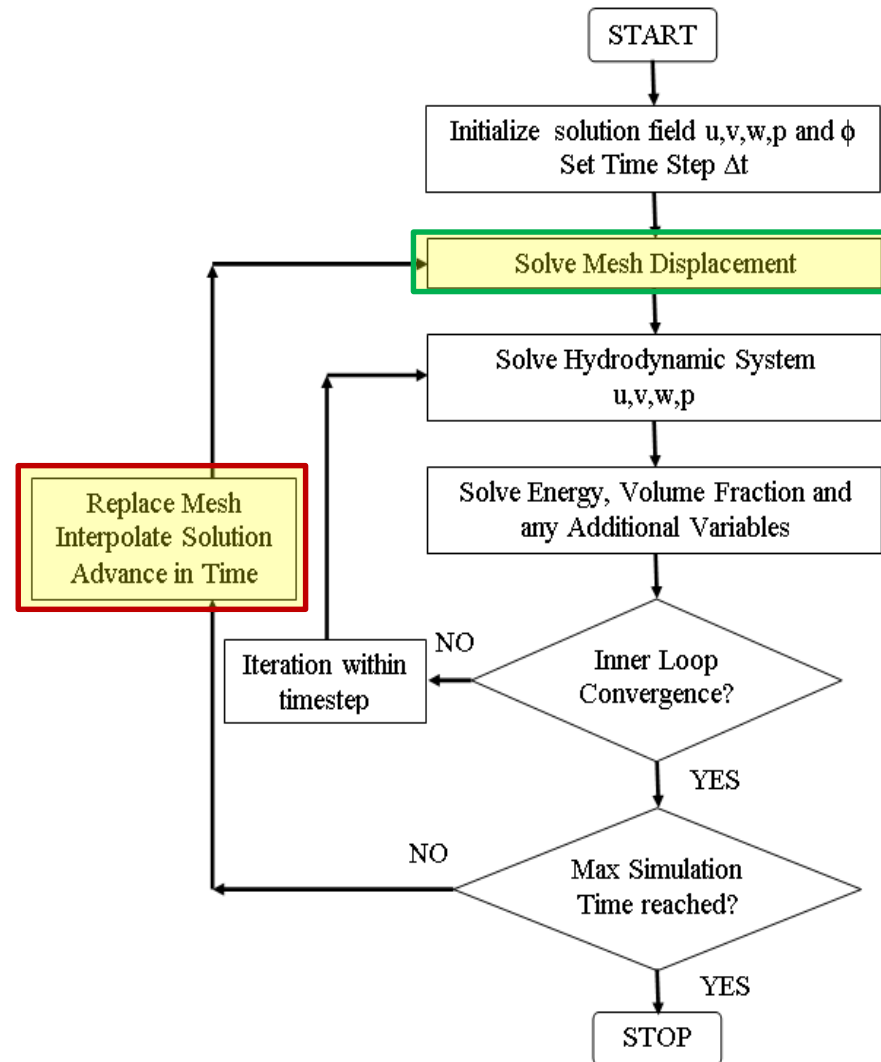 START
Initialize solution field u,v,w,p and ϕ
Set Time Step Δt
Solve Mesh Displacement
Solve Hydrodynamic System
u,v,w,p
Solve Energy, Volume Fraction and
any Additional Variables
Replace Mesh
Interpolate Solution
Advance in Time
NO
Iteration within
timestep
Inner Loop
Convergence?
YES
NO
Max Simulation
Time reached?
YES
STOP